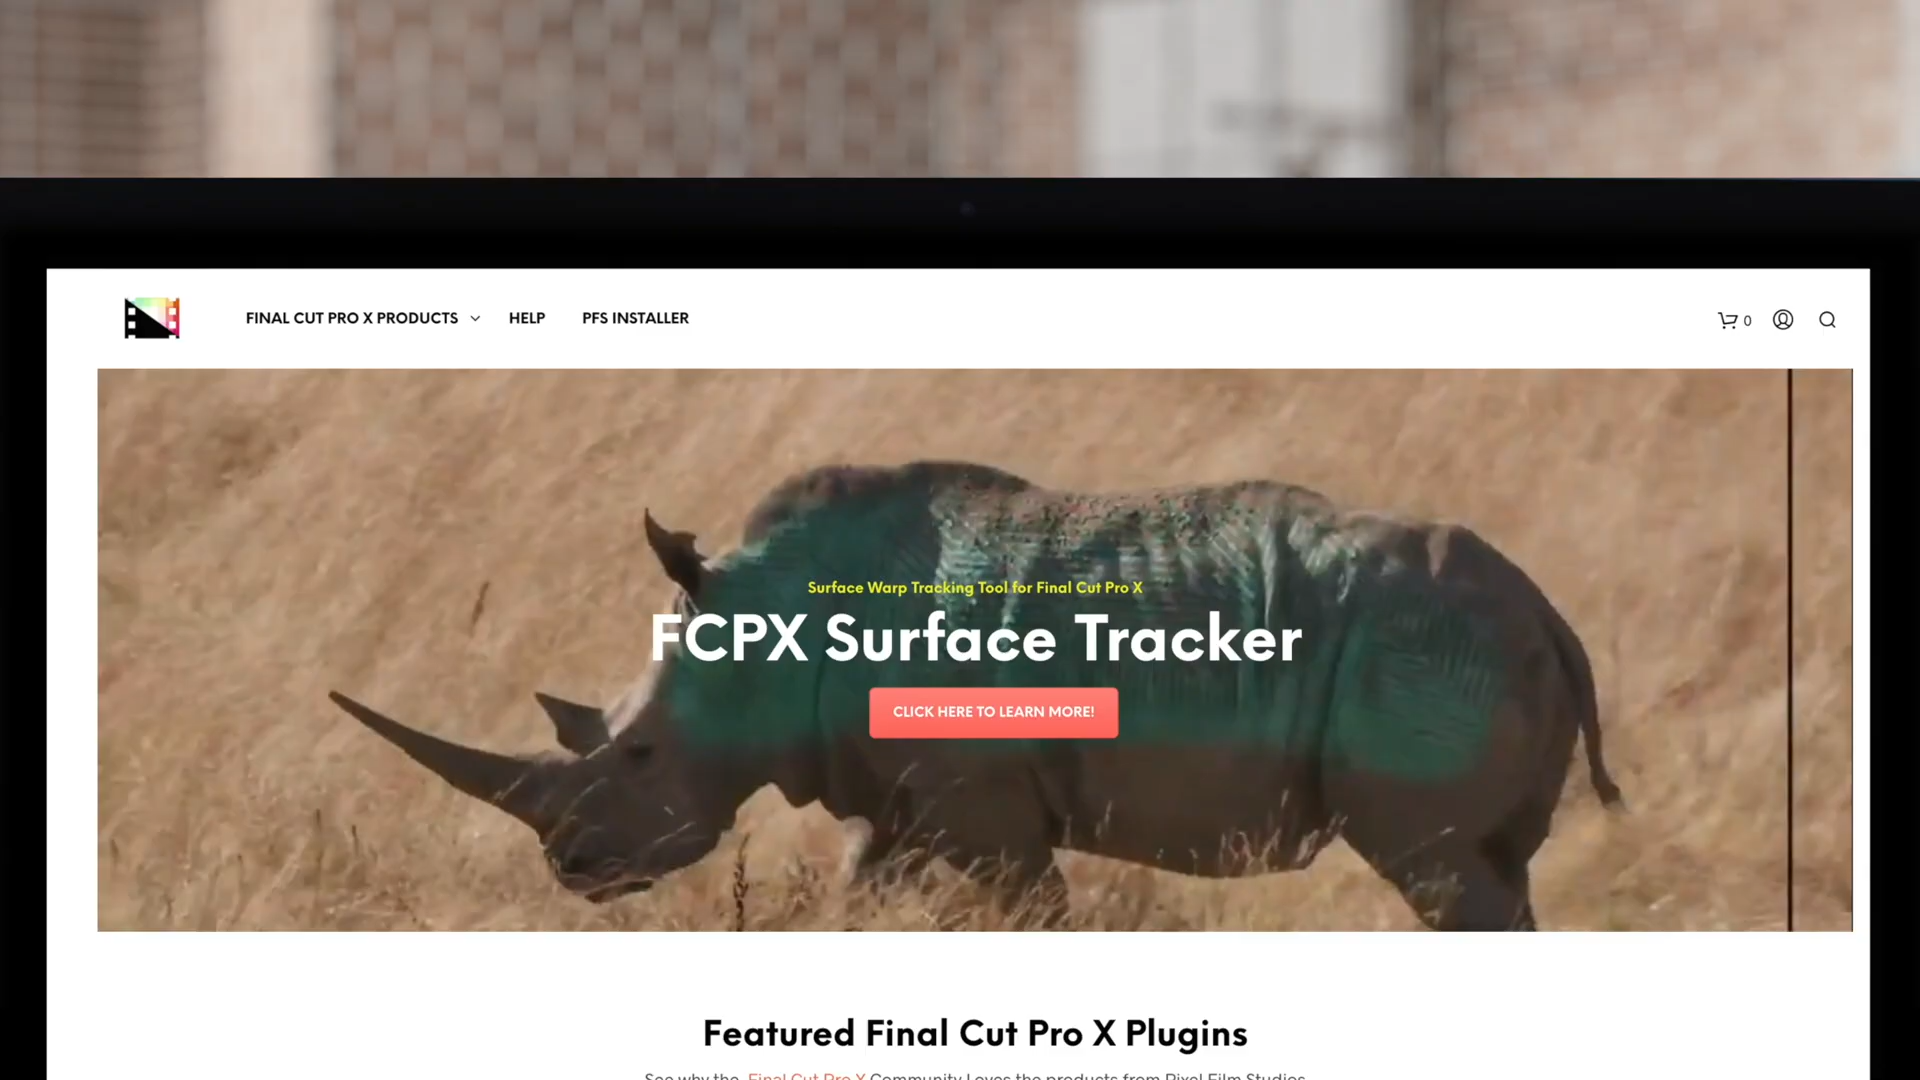 FINAL CUT PRO X PRODUCTS HELP PFS INSTALLER 0
Surface Warp Tracking Tool for Final Cut Pro X
FCPX Surface Tracker
CLICK HERE TO LEARN MORE!
Featured Final Cut Pro X Plugins
See why the Final Cut Pro X Community Loves the products from Pixel Film Studios